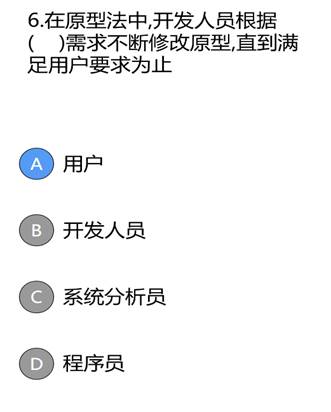 6.在原型法中,开发人员根据
(    )需求不断修改原型,直到满
足用户要求为止
A 用户
B 开发人员
C 系统分析员
D 程序员